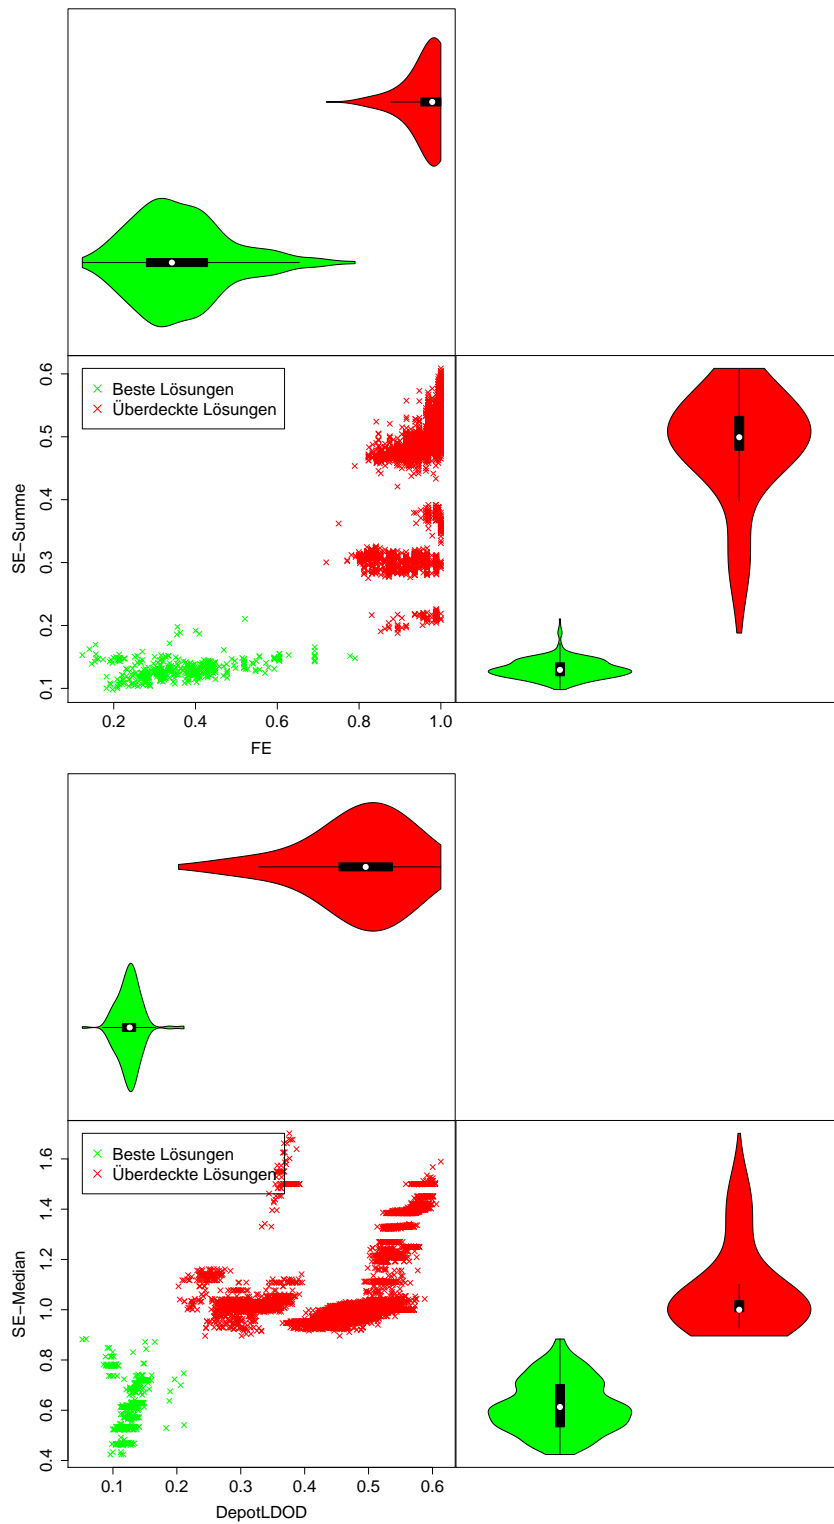 0.6
0.5
0.4
0.3
0.2
0.1
SE−Summe
Beste Lösungen
Überdeckte Lösungen
0.2 0.4 0.6 0.8 1.0
FE
1.6
1.4
1.2
1.0
0.8
0.6
0.4
SE−Median
Beste Lösungen
Überdeckte Lösungen
0.1 0.2 0.3 0.4 0.5 0.6
DepotLDOD